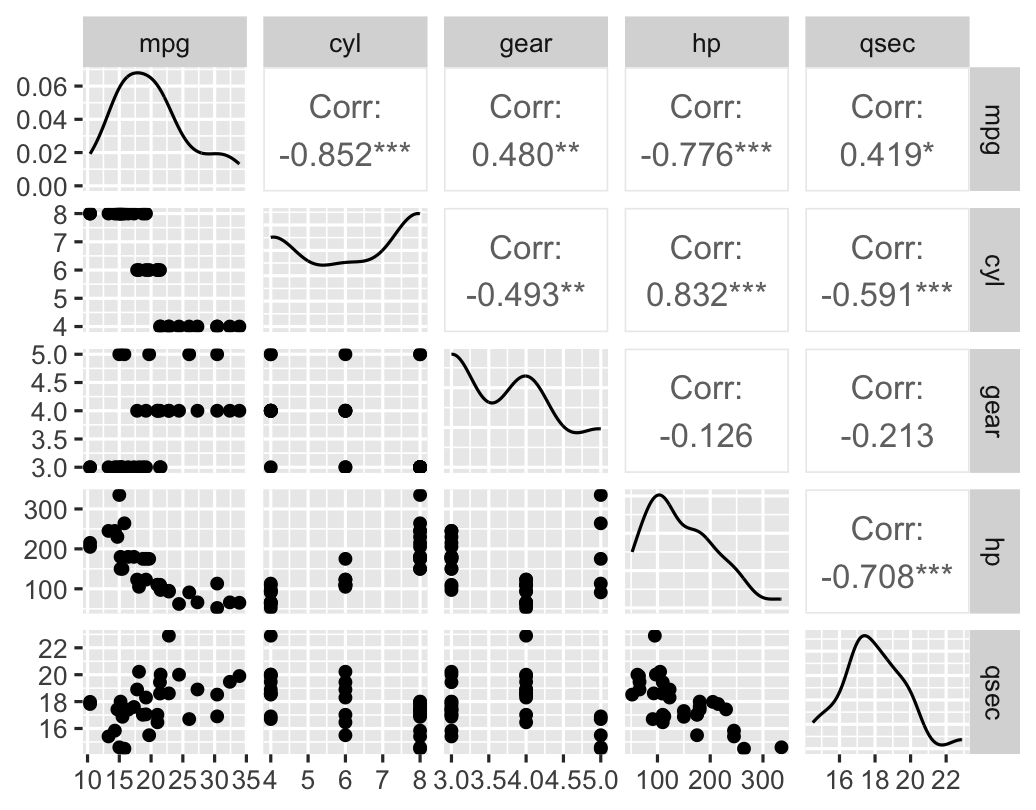 mpg cyl gear hp qsec
0.06
0.04
0.02
0.00
Corr:
-0.852***
Corr:
0.480**
Corr:
-0.776***
Corr:
0.419*
mpg
8
7
6
5
4
Corr:
-0.493**
Corr:
0.832***
Corr:
-0.591***
cyl
5.0
4.5
4.0
3.5
3.0
Corr:
-0.126
Corr:
-0.213
gear
300
200
100
Corr:
-0.708***
hp
22
20
18
16
qsec
10 15 20 25 30 35 4 5 6 7 8 3.0 3.5 4.0 4.5 5.0 100 200 300 16 18 20 22